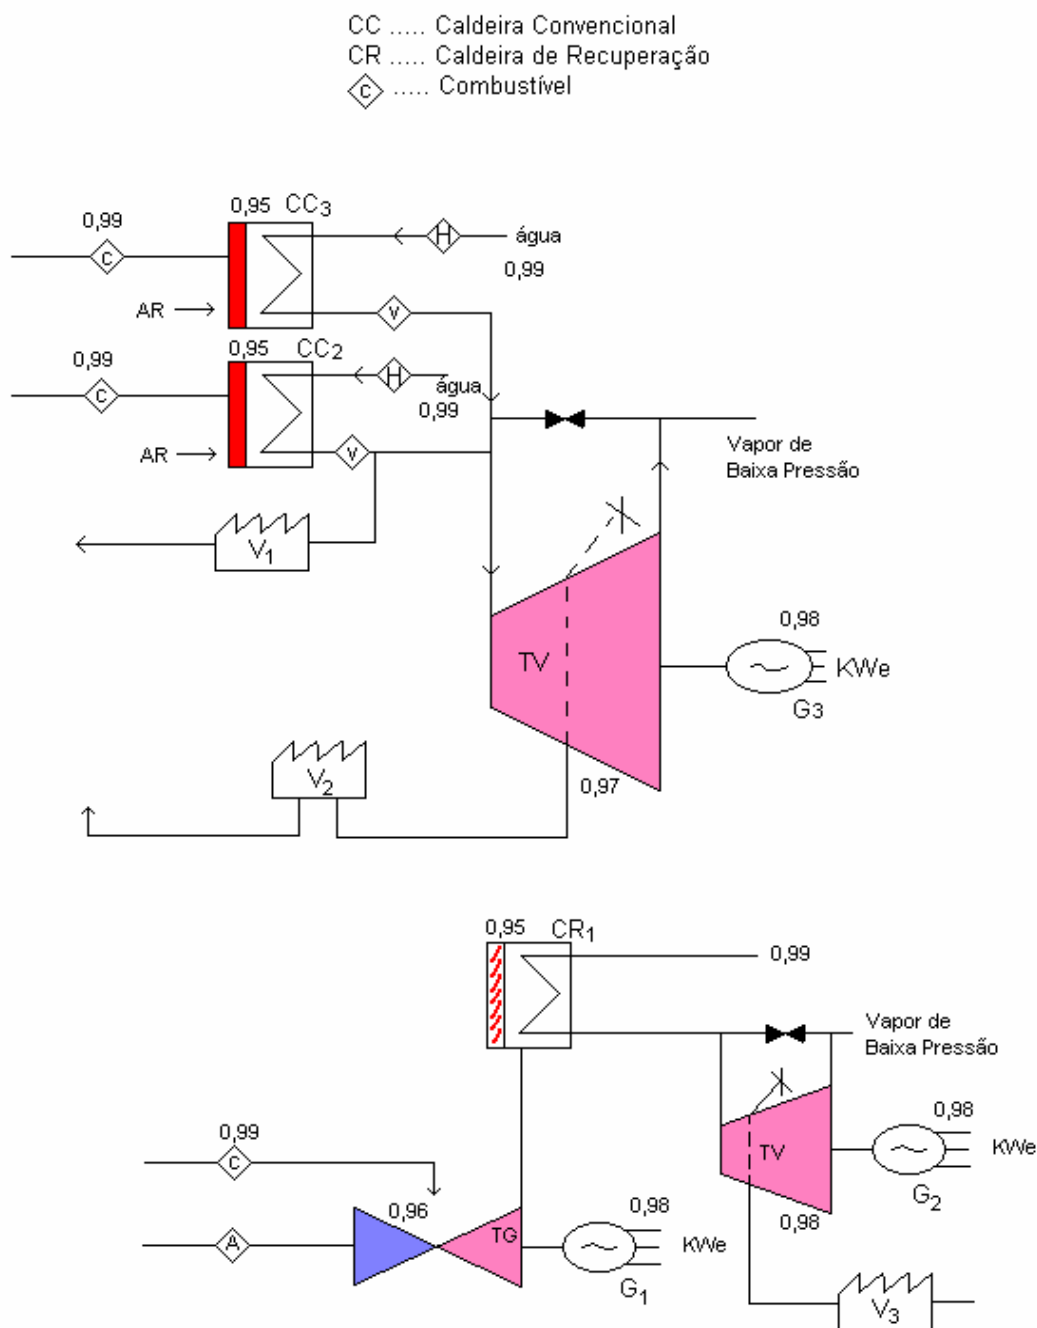 CC ..... Caldeira Convencional
CR ..... Caldeira de Recuperação
C ..... Combustível
0,99
0,95 CC3
C
H
água
0,99
AR
V
0,99
0,95 CC2
C
H
água
0,99
AR
V
Vapor de
Baixa Pressão
V1
TV
0,98
KWe
G3
V2
0,97
0,95 CR1
0,99
Vapor de
Baixa Pressão
0,99
C
0,96
A
TG
0,98
KWe
G1
TV
0,98
KWe
G2
0,98
V3